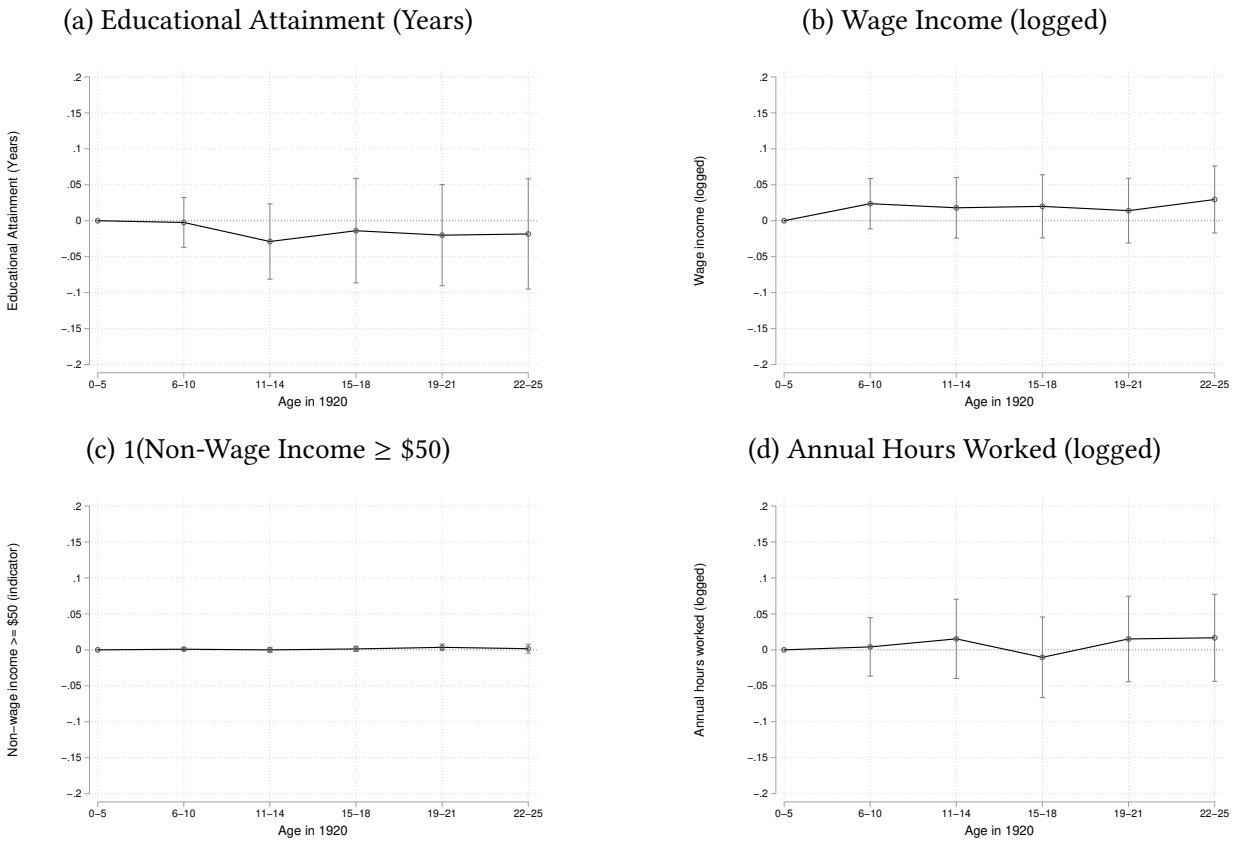 (a) Educational Attainment (Years)
Educational Attainment (Years)
.2
.15
.1
.05
0
−.05
−.1
−.15
−.2
0−5 6−10 11−14 15−18 19−21 22−25
Age in 1920
(b) Wage Income (logged)
Wage income (logged)
.2
.15
.1
.05
0
−.05
−.1
−.15
−.2
0−5 6−10 11−14 15−18 19−21 22−25
Age in 1920
(c) 1(Non-Wage Income ≥ $50)
Non−wage income >= $50 (indicator)
.2
.15
.1
.05
0
−.05
−.1
−.15
−.2
0−5 6−10 11−14 15−18 19−21 22−25
Age in 1920
(d) Annual Hours Worked (logged)
Annual hours worked (logged)
.2
.15
.1
.05
0
−.05
−.1
−.15
−.2
0−5 6−10 11−14 15−18 19−21 22−25
Age in 1920